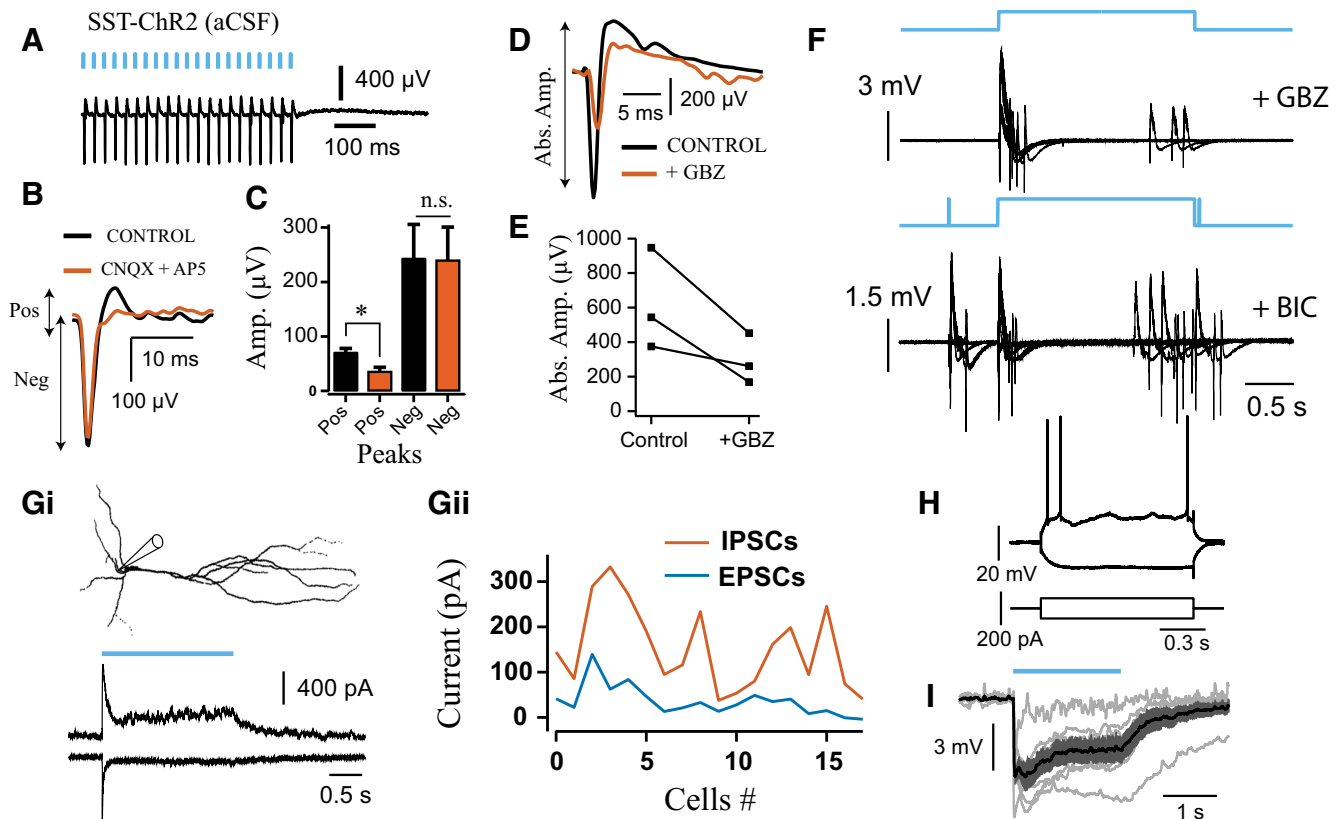 A
SST-ChR2 (aCSF)
400 µV
100 ms
B
CONTROL
CNQX + AP5
Pos
Neg
10 ms
100 µV
C
n.s.
*
Amp. (µV)
300
200
100
0
Pos
Pos
Neg
Neg
Peaks
D
Abs. Amp.
5 ms
200 µV
CONTROL
+ GBZ
E
Abs. Amp. (µV)
1000
800
600
400
200
0
Control
+GBZ
F
3 mV
+ GBZ
1.5 mV
+ BIC
0.5 s
Gi
400 pA
0.5 s
Gii
IPSCs
EPSCs
Current (pA)
300
200
100
0
0
5
10
15
Cells #
H
20 mV
200 pA
0.3 s
I
3 mV
1 s